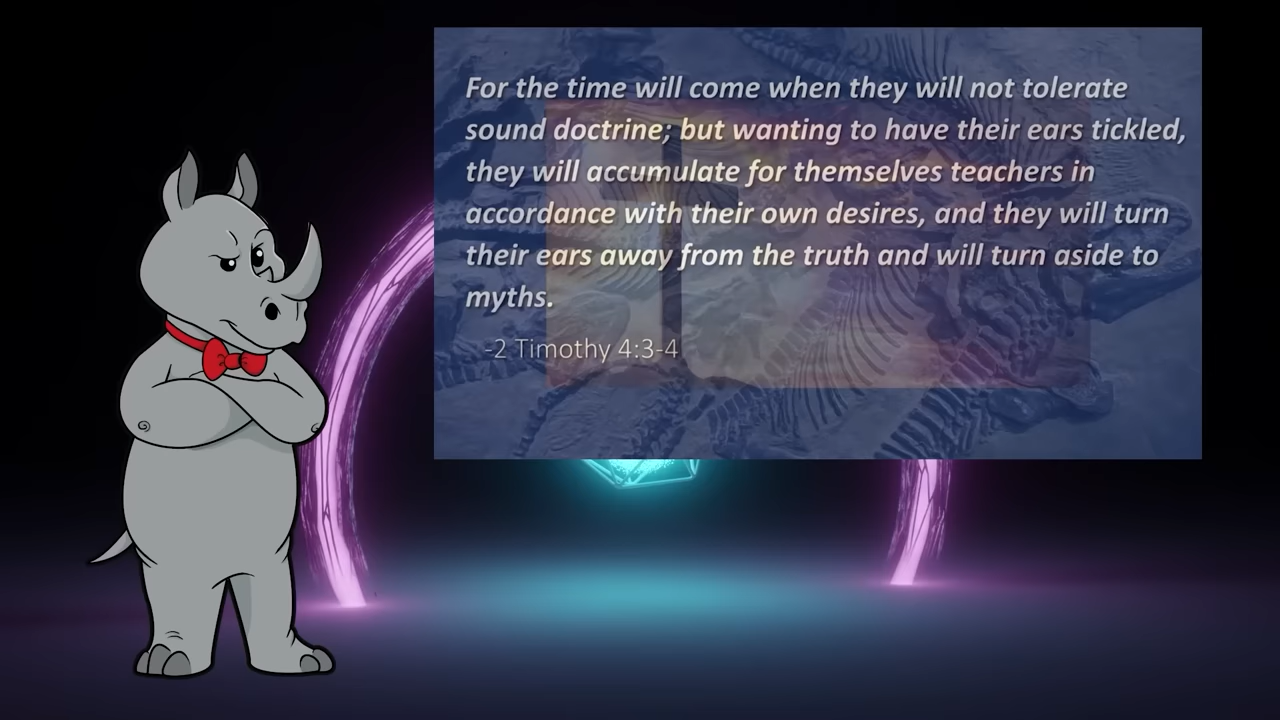 For the time will come when they will not tolerate
sound doctrine; but wanting to have their ears tickled,
they will accumulate for themselves teachers in
accordance with their own desires, and they will turn
their ears away from the truth and will turn aside to
myths.
-2 Timothy 4:3-4